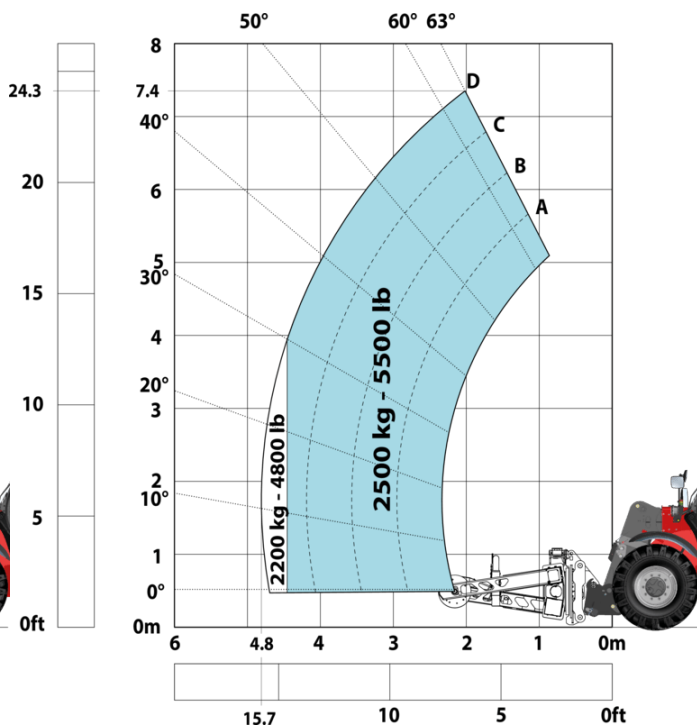 50° 60° 63°
8
D
24.3 7.4
C
40°
B
20 6
A
5
15 30°
4
2500 kg - 5500 lb
10 20°
3
2200 kg - 4800 lb
2
5 10°
1
0°
0ft 0m
6 4.8 4 3 2 1 0m
15.7 10 5 0ft